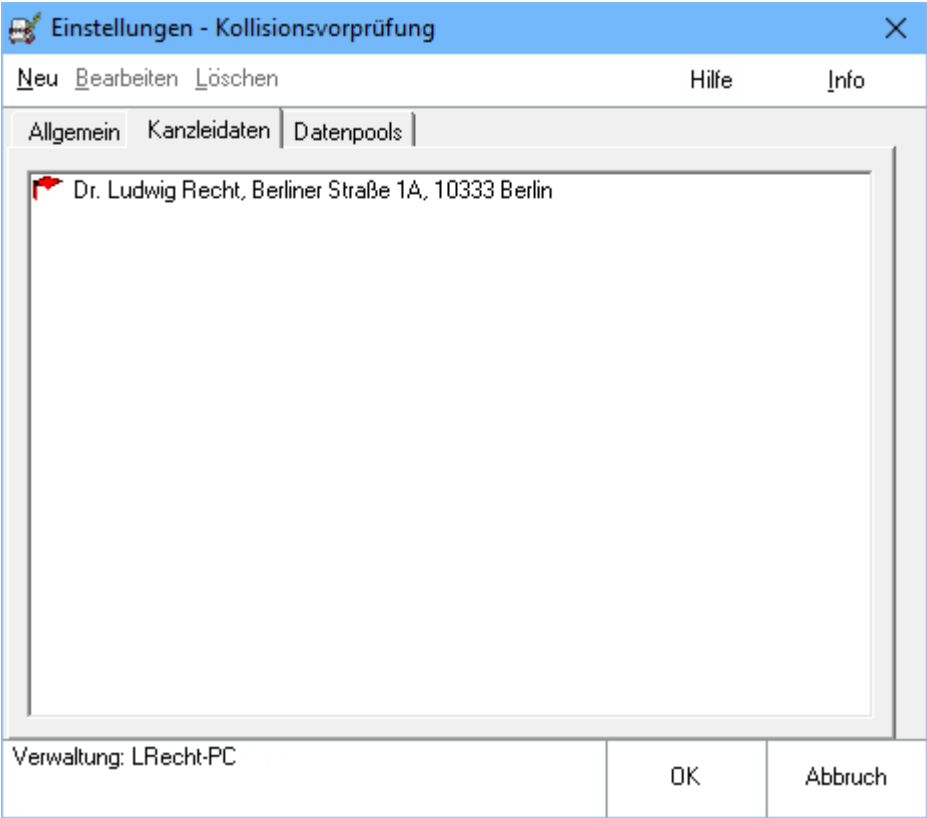 Einstellungen - Kollisionsvorprüfung
Neu Bearbeiten Löschen Hilfe Info
Allgemein Kanzleidaten Datenpools
Dr. Ludwig Recht, Berliner Straße 1A, 10333 Berlin
Verwaltung: LRecht-PC
OK Abbruch